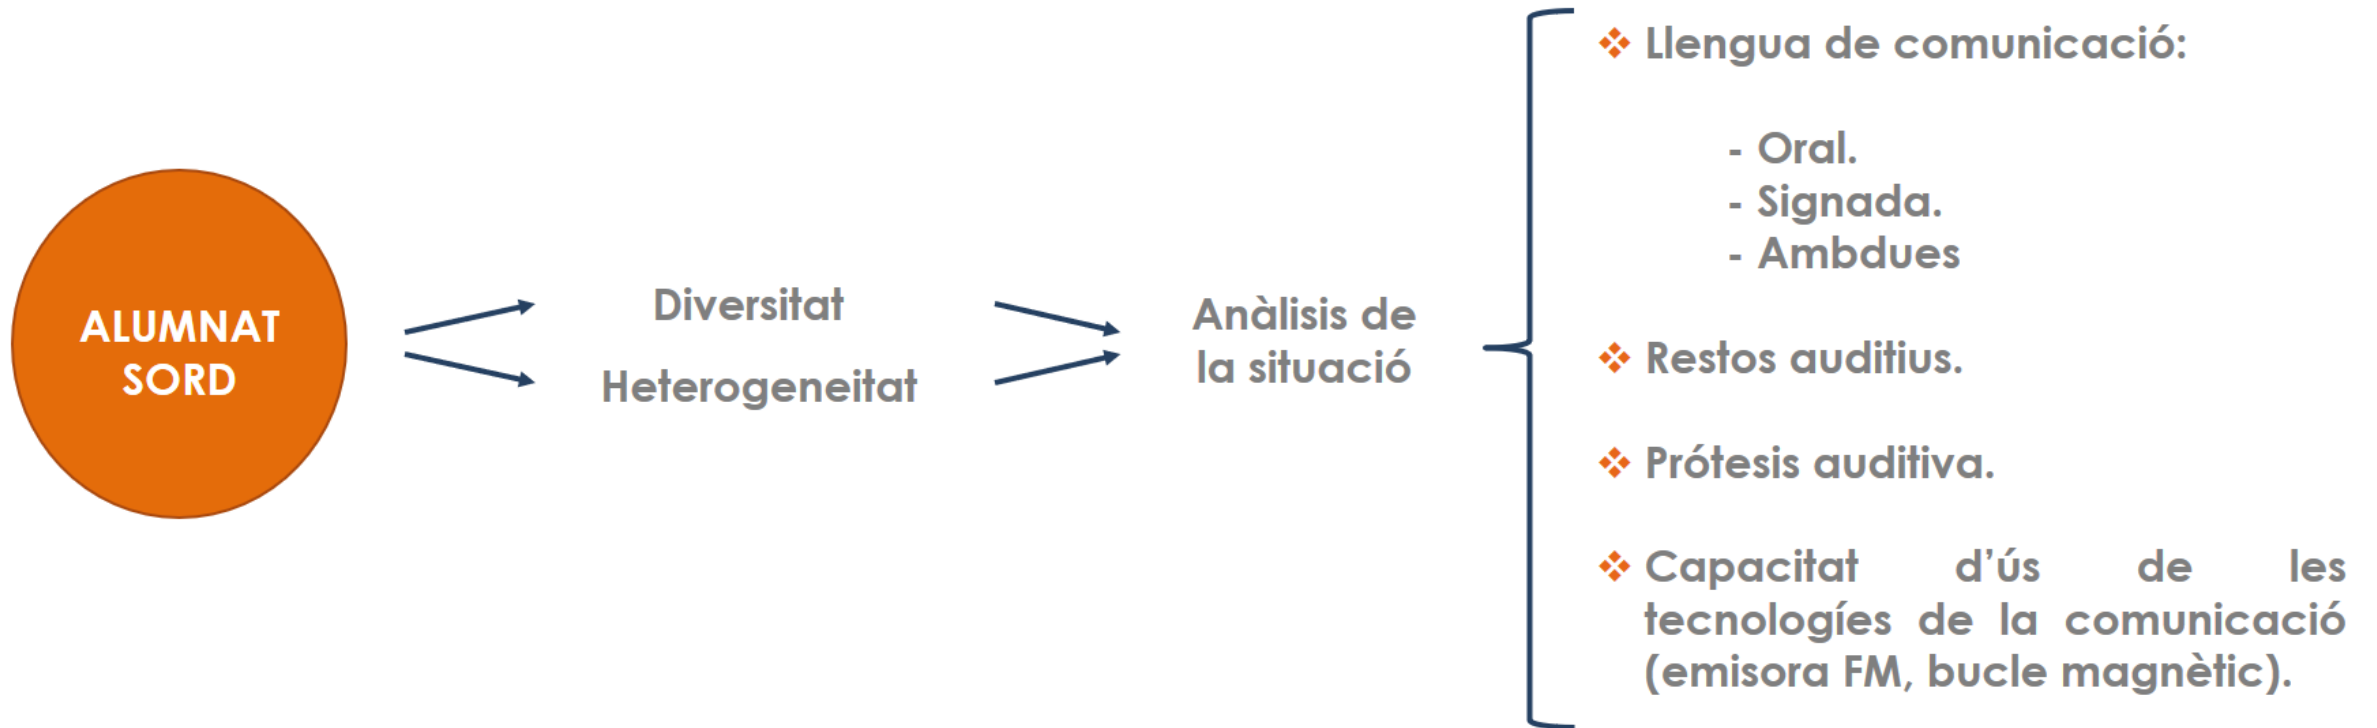 ALUMNAT
SORD
Diversitat
Heterogeneitat
Anàlisis de
la situació
❖ Llengua de comunicació:
- Oral.
- Signada.
- Ambdues
❖ Restos auditius.
❖ Prótesis auditiva.
❖ Capacitat d’ús de les
tecnologíes de la comunicació
(emisora FM, bucle magnètic).